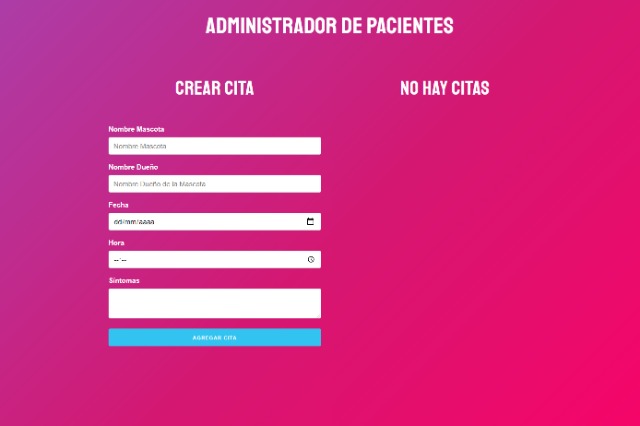 ADMINISTRADOR DE PACIENTES
CREAR CITA
Nombre Mascota
Nombre Mascota
Nombre Dueño
Nombre Dueño de la Mascota
Fecha
dd/mm/aaaa
Hora
--:--
Síntomas
AGREGAR CITA
NO HAY CITAS